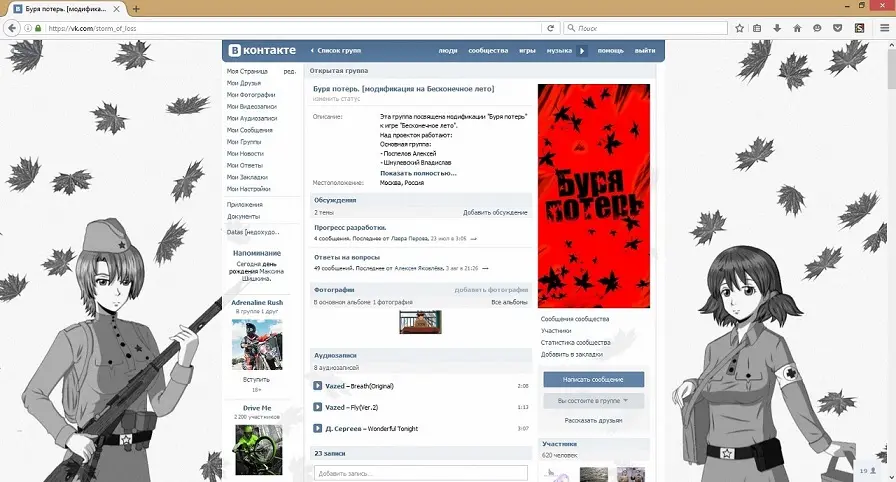 Буря потерь. [модифика...
https://vk.com/storm_of_loss
Поиск
В контакте
Список групп
люди сообщества игры музыка помощь выйти
Моя Страница ред.
Мои Друзья
Мои Фотографии
Мои Видеозаписи
Мои Аудиозаписи
Мои Сообщения
Мои Группы
Мои Новости
Мои Ответы
Мои Закладки
Мои Настройки
Приложения
Документы
Datas [недохудо..
Напоминание
Сегодня день
рождения Максима
Шишкина.
Adrenaline Rush
В группе 1 друг
Вступить
18+
Drive Me
2 200 участников
Открытая группа
Буря потерь. [модификация на Бесконечное лето]
изменить статус
Описание: Эта группа посвящена модификации "Буря потерь"
к игре "Бесконечное лето".
Над проектом работают:
Основная группа:
- Поспелов Алексей
- Шнулевский Владислав
Показать полностью...
Местоположение: Москва, Россия
Обсуждения
2 темы Добавить обсуждение
Прогресс разработки.
4 сообщения. Последнее от Лавра Перова, 23 июл в 3:05 →
Ответы на вопросы
49 сообщений. Последнее от Алексея Яковлева, 3 авг в 21:26 →
Фотографии добавить фотографии
В основном альбоме 1 фотография Все альбомы
Аудиозаписи
8 аудиозаписей
Vazed – Breath(Original) 2:08
Vazed – Fly(Ver.2) 1:13
Д. Сергеев – Wonderful Tonight 3:07
23 записи
Добавить запись...
Буря
потерь
Сообщения сообщества
Участники
Статистика сообщества
Добавить в закладки
Написать сообщение
Вы состоите в группе
Рассказать друзьям
Участники
620 человек
19